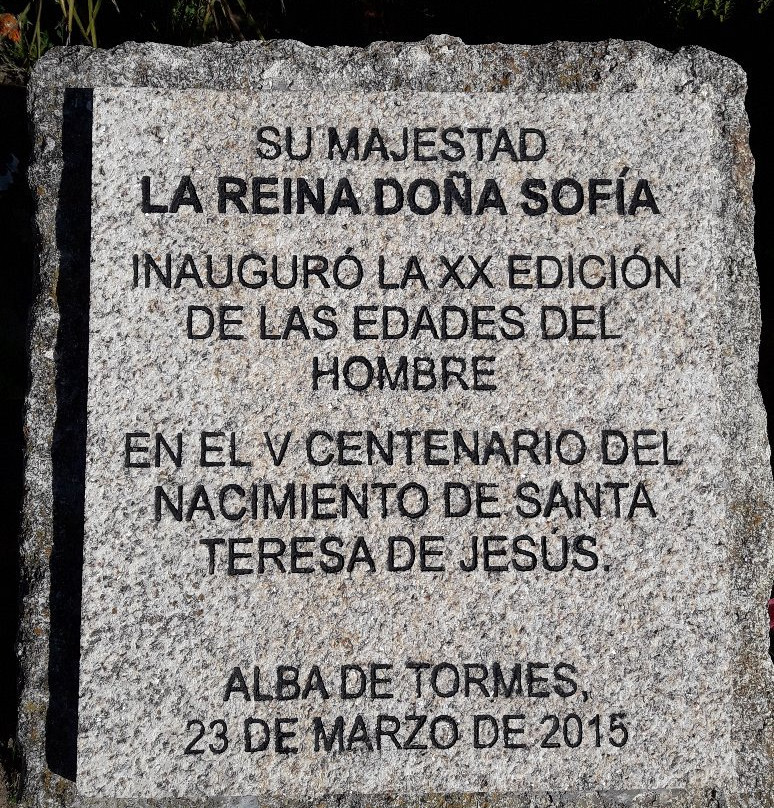 SU MAJESTAD
LA REINA DOÑA SOFÍA
INAUGURÓ LA XX EDICIÓN
DE LAS EDADES DEL
HOMBRE
EN EL V CENTENARIO DEL
NACIMIENTO DE SANTA
TERESA DE JESÚS.
ALBA DE TORMES,
23 DE MARZO DE 2015